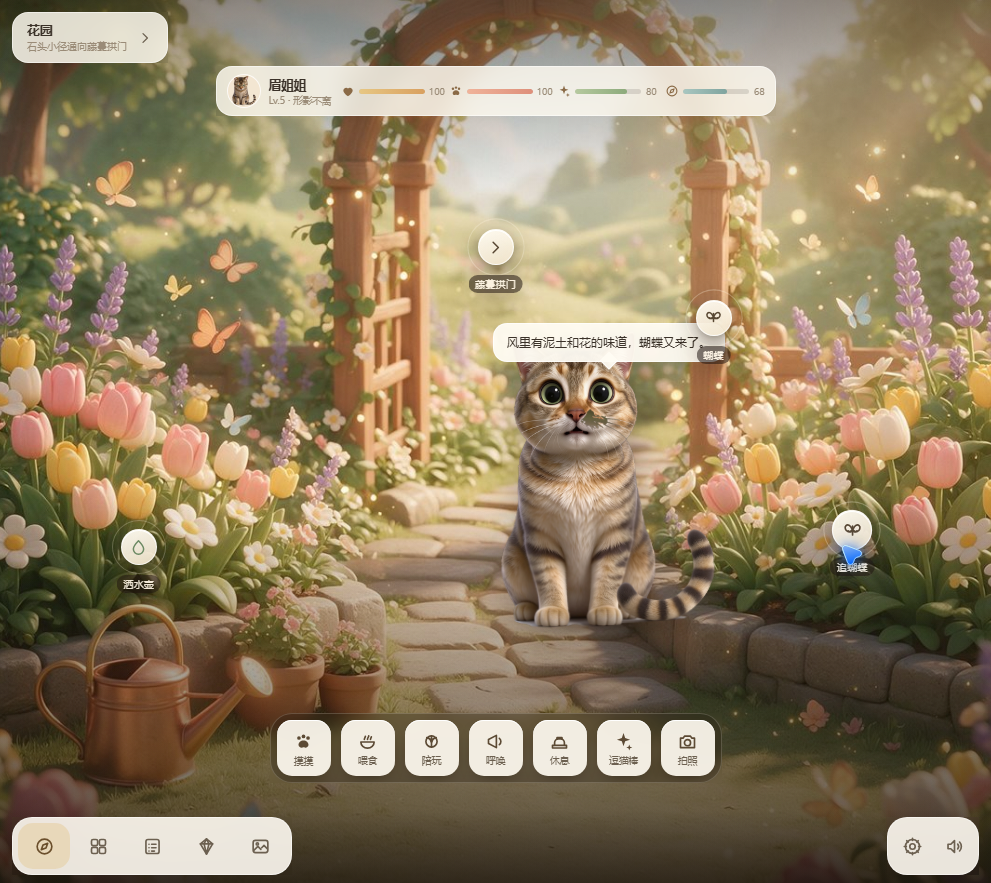 花园
石头小径通向藤蔓拱门
眉姐姐
Lv.5 · 形影不离
100
100
80
68
藤蔓拱门
风里有泥土和花的味道，蝴蝶又来了。
蝴蝶
洒水壶
追蝴蝶
摸摸
喂食
陪玩
呼唤
休息
逗猫棒
拍照